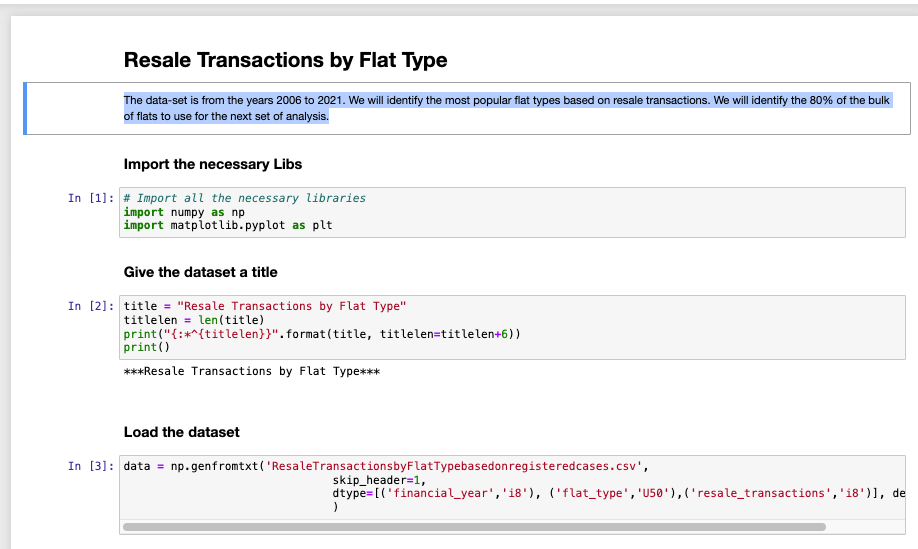 Resale Transactions by Flat Type
The data-set is from the years 2006 to 2021. We will identify the most popular flat types based on resale transactions. We will identify the 80% of the bulk
of flats to use for the next set of analysis.
Import the necessary Libs
In [1]: # Import all the necessary libraries
import numpy as np
import matplotlib.pyplot as plt
Give the dataset a title
In [2]: title = "Resale Transactions by Flat Type"
titlelen = len(title)
print("{:*^{titlelen}}".format(title, titlelen=titlelen+6))
print()
***Resale Transactions by Flat Type***
Load the dataset
In [3]: data = np.genfromtxt('ResaleTransactionsbyFlatTypebasedonregisteredcases.csv',
skip_header=1,
dtype=[('financial_year','i8'), ('flat_type','U50'),('resale_transactions','i8')], de
)